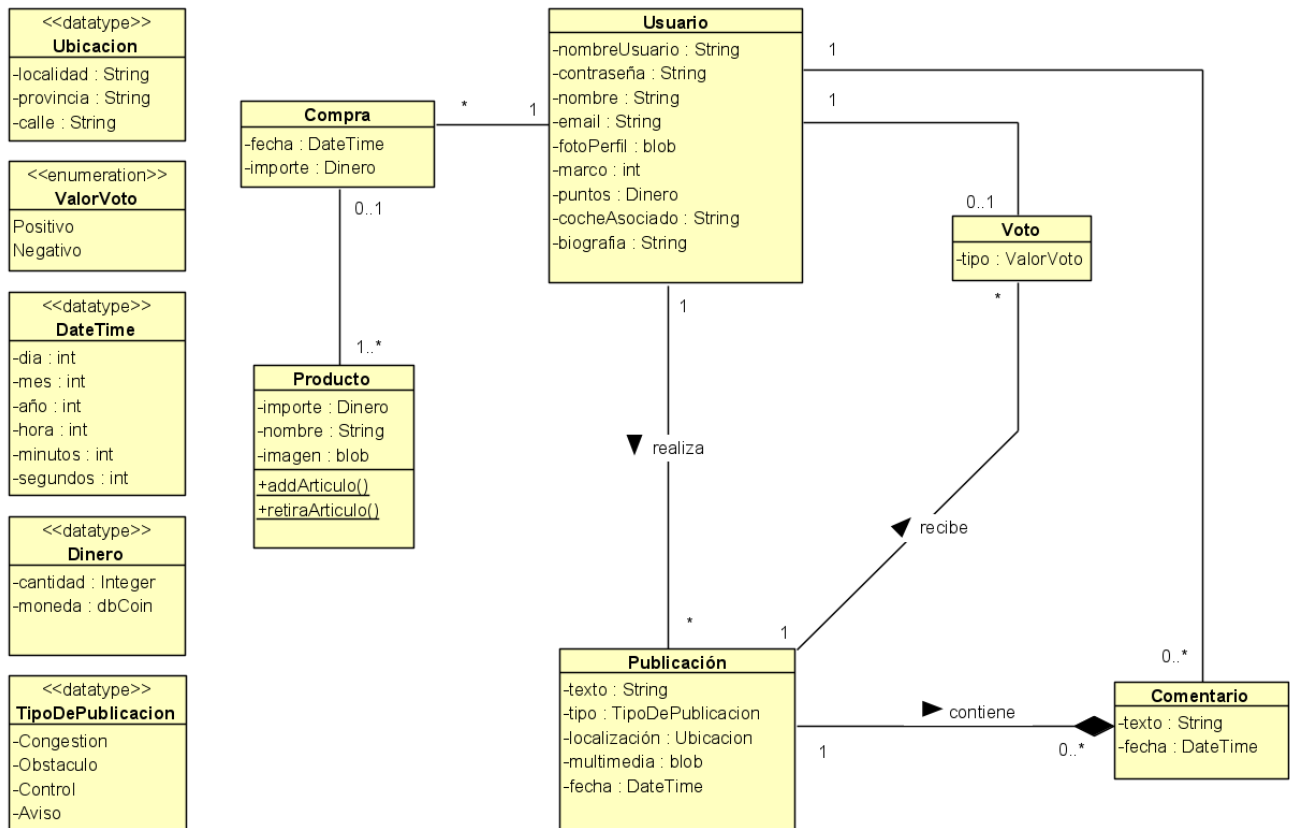 <<datatype>>
Ubicacion
-localidad : String
-provincia : String
-calle : String
<<enumeration>>
ValorVoto
Positivo
Negativo
<<datatype>>
DateTime
-dia : int
-mes : int
-año : int
-hora : int
-minutos : int
-segundos : int
<<datatype>>
Dinero
-cantidad : Integer
-moneda : dbCoin
<<datatype>>
TipoDePublicacion
-Congestion
-Obstaculo
-Control
-Aviso
Compra
-fecha : DateTime
-importe : Dinero
*
1
0..1
1..*
Producto
-importe : Dinero
-nombre : String
-imagen : blob
+addArticulo()
+retiraArticulo()
Usuario
-nombreUsuario : String
-contraseña : String
-nombre : String
-email : String
-fotoPerfil : blob
-marco : int
-puntos : Dinero
-cocheAsociado : String
-biografia : String
1
1
0..1
Voto
-tipo : ValorVoto
*
1
realiza
*
recibe
1
Publicación
-texto : String
-tipo : TipoDePublicacion
-localización : Ubicacion
-multimedia : blob
-fecha : DateTime
contiene
1
0..*
0..*
Comentario
-texto : String
-fecha : DateTime